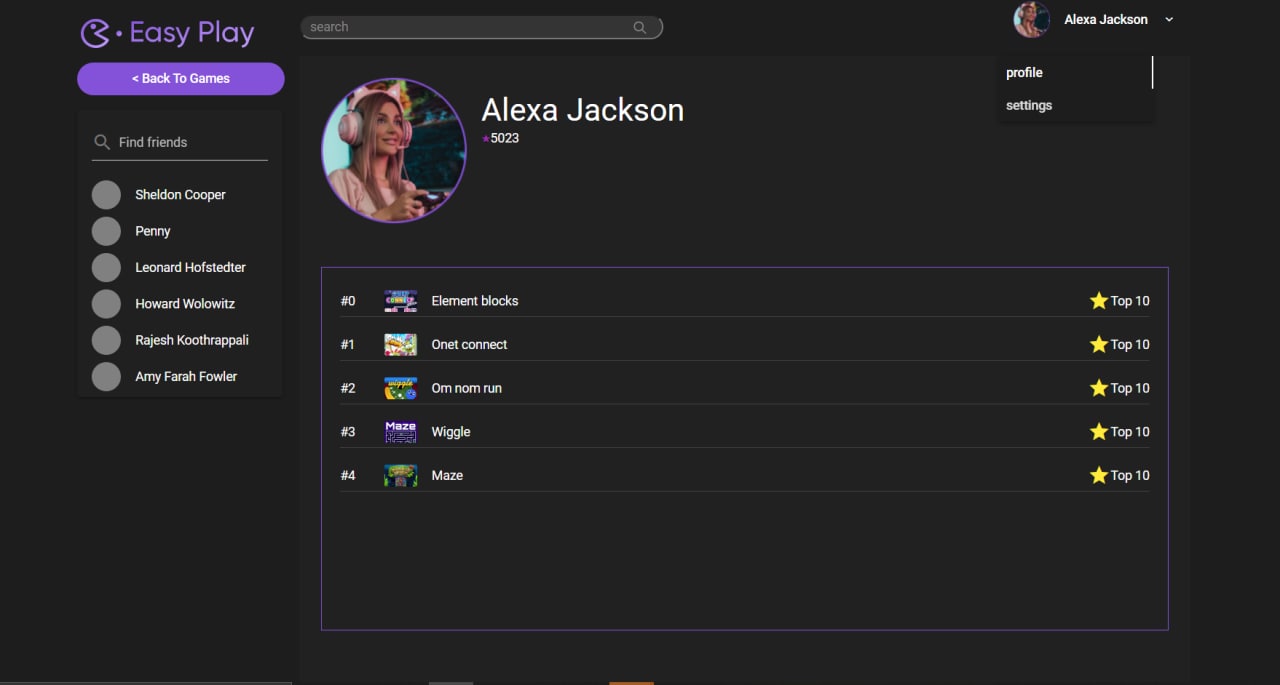 Easy Play
search
Alexa Jackson
< Back To Games
profile
settings
Find friends
Alexa Jackson
5023
Sheldon Cooper
Penny
Leonard Hofstedter
Howard Wolowitz
Rajesh Koothrappali
Amy Farah Fowler
#0 Element blocks Top 10
#1 Onet connect Top 10
#2 wiggle Om nom run Top 10
#3 Maze Wiggle Top 10
#4 Maze Top 10